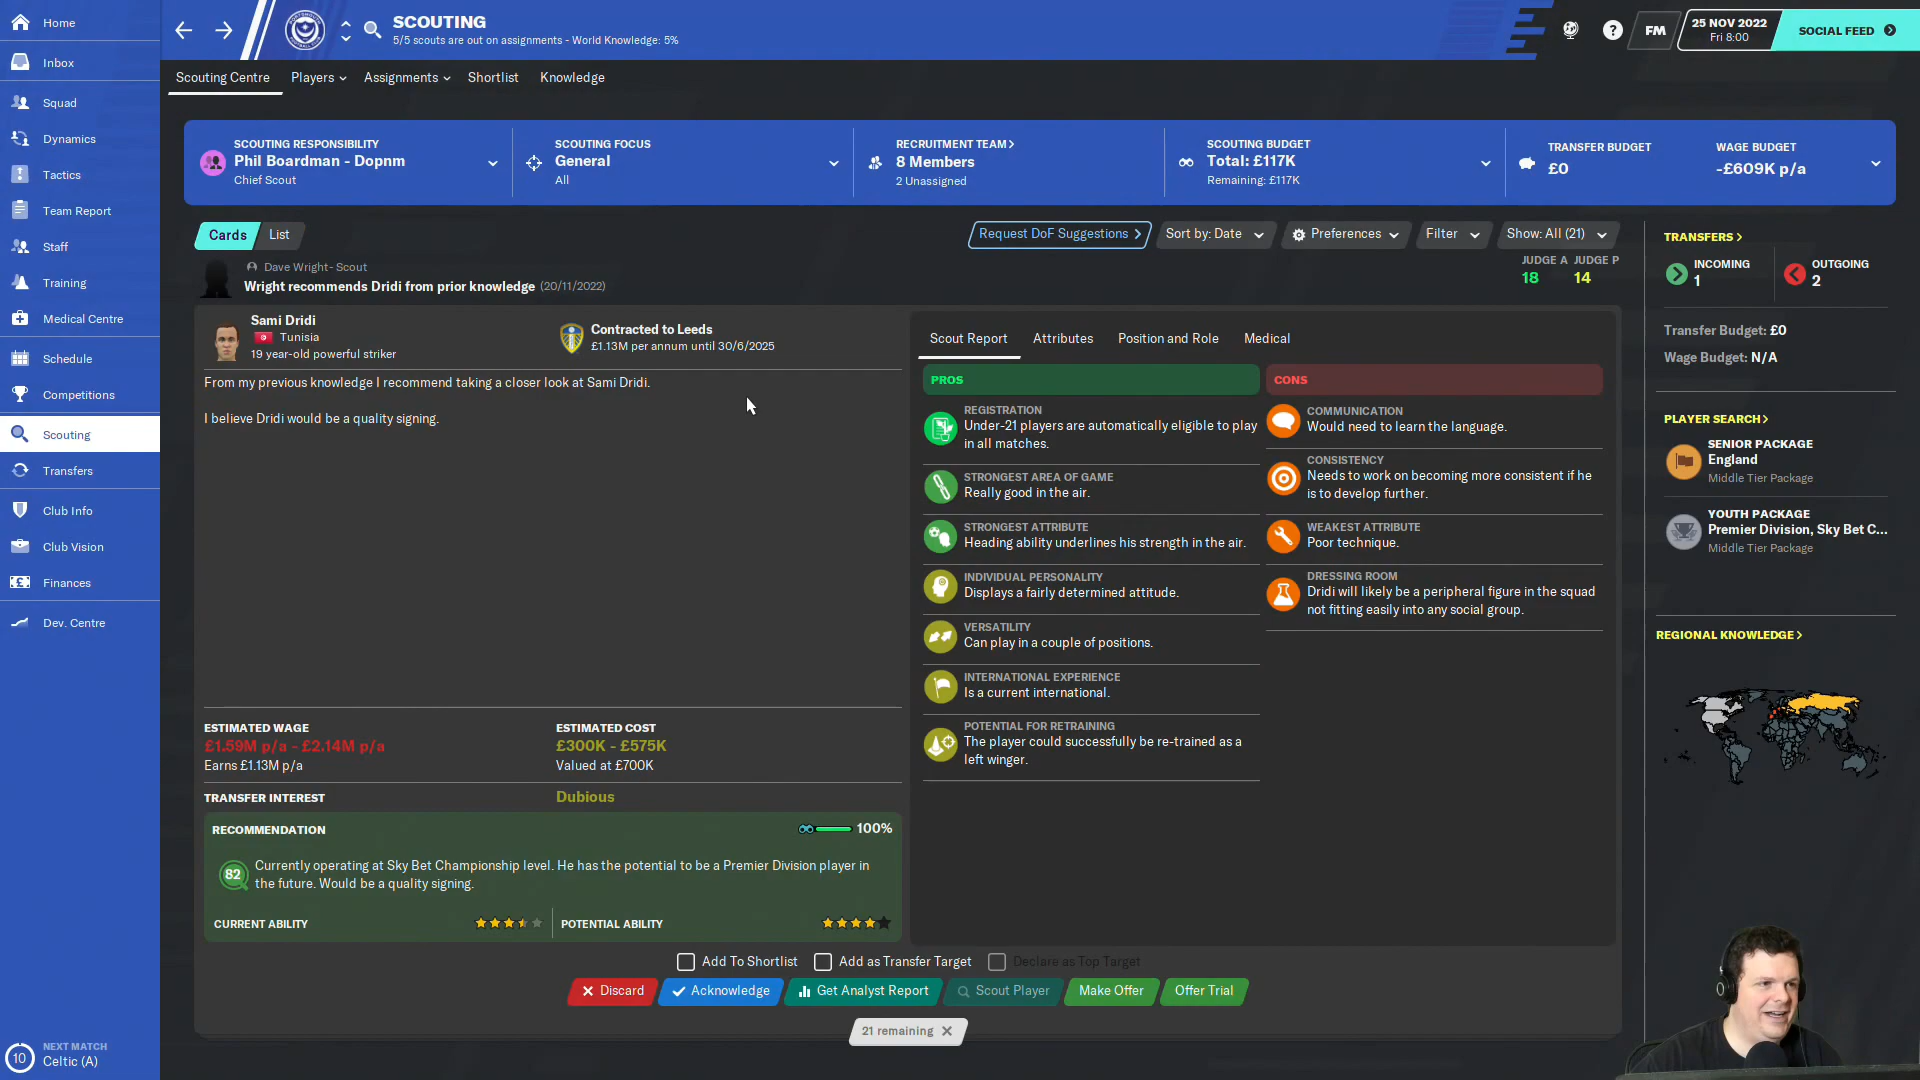 Home
Inbox
Squad
Dynamics
Tactics
Team Report
Staff
Training
Medical Centre
Schedule
Competitions
Scouting
Transfers
Club Info
Club Vision
Finances
Dev. Centre
10
NEXT MATCH
Celtic (A)
SCOUTING
5/5 scouts are out on assignments - World Knowledge: 5%
FM
25 NOV 2022
Fri 8:00
SOCIAL FEED
Scouting Centre
Players
Assignments
Shortlist
Knowledge
SCOUTING RESPONSIBILITY
Phil Boardman - Dopnm
Chief Scout
SCOUTING FOCUS
General
All
RECRUITMENT TEAM
8 Members
2 Unassigned
SCOUTING BUDGET
Total: £117K
Remaining: £117K
TRANSFER BUDGET
£0
WAGE BUDGET
-£609K p/a
Cards
List
Request DoF Suggestions
Sort by: Date
Preferences
Filter
Show: All (21)
Dave Wright - Scout
Wright recommends Dridi from prior knowledge (20/11/2022)
JUDGE A
18
JUDGE P
14
Sami Dridi
Tunisia
19 year-old powerful striker
Contracted to Leeds
£1.13M per annum until 30/6/2025
From my previous knowledge I recommend taking a closer look at Sami Dridi.
I believe Dridi would be a quality signing.
ESTIMATED WAGE
£1.59M p/a - £2.14M p/a
Earns £1.13M p/a
ESTIMATED COST
£300K - £575K
Valued at £700K
TRANSFER INTEREST
Dubious
RECOMMENDATION
100%
82
Currently operating at Sky Bet Championship level. He has the potential to be a Premier Division player in
the future. Would be a quality signing.
CURRENT ABILITY
POTENTIAL ABILITY
Scout Report
Attributes
Position and Role
Medical
PROS
REGISTRATION
Under-21 players are automatically eligible to play
in all matches.
STRONGEST AREA OF GAME
Really good in the air.
STRONGEST ATTRIBUTE
Heading ability underlines his strength in the air.
INDIVIDUAL PERSONALITY
Displays a fairly determined attitude.
VERSATILITY
Can play in a couple of positions.
INTERNATIONAL EXPERIENCE
Is a current international.
POTENTIAL FOR RETRAINING
The player could successfully be re-trained as a
left winger.
CONS
COMMUNICATION
Would need to learn the language.
CONSISTENCY
Needs to work on becoming more consistent if he
is to develop further.
WEAKEST ATTRIBUTE
Poor technique.
DRESSING ROOM
Dridi will likely be a peripheral figure in the squad
not fitting easily into any social group.
Add To Shortlist
Add as Transfer Target
Declare as Top Target
Discard
Acknowledge
Get Analyst Report
Scout Player
Make Offer
Offer Trial
21 remaining
TRANSFERS
INCOMING
1
OUTGOING
2
Transfer Budget: £0
Wage Budget: N/A
PLAYER SEARCH
SENIOR PACKAGE
England
Middle Tier Package
YOUTH PACKAGE
Premier Division, Sky Bet C...
Middle Tier Package
REGIONAL KNOWLEDGE